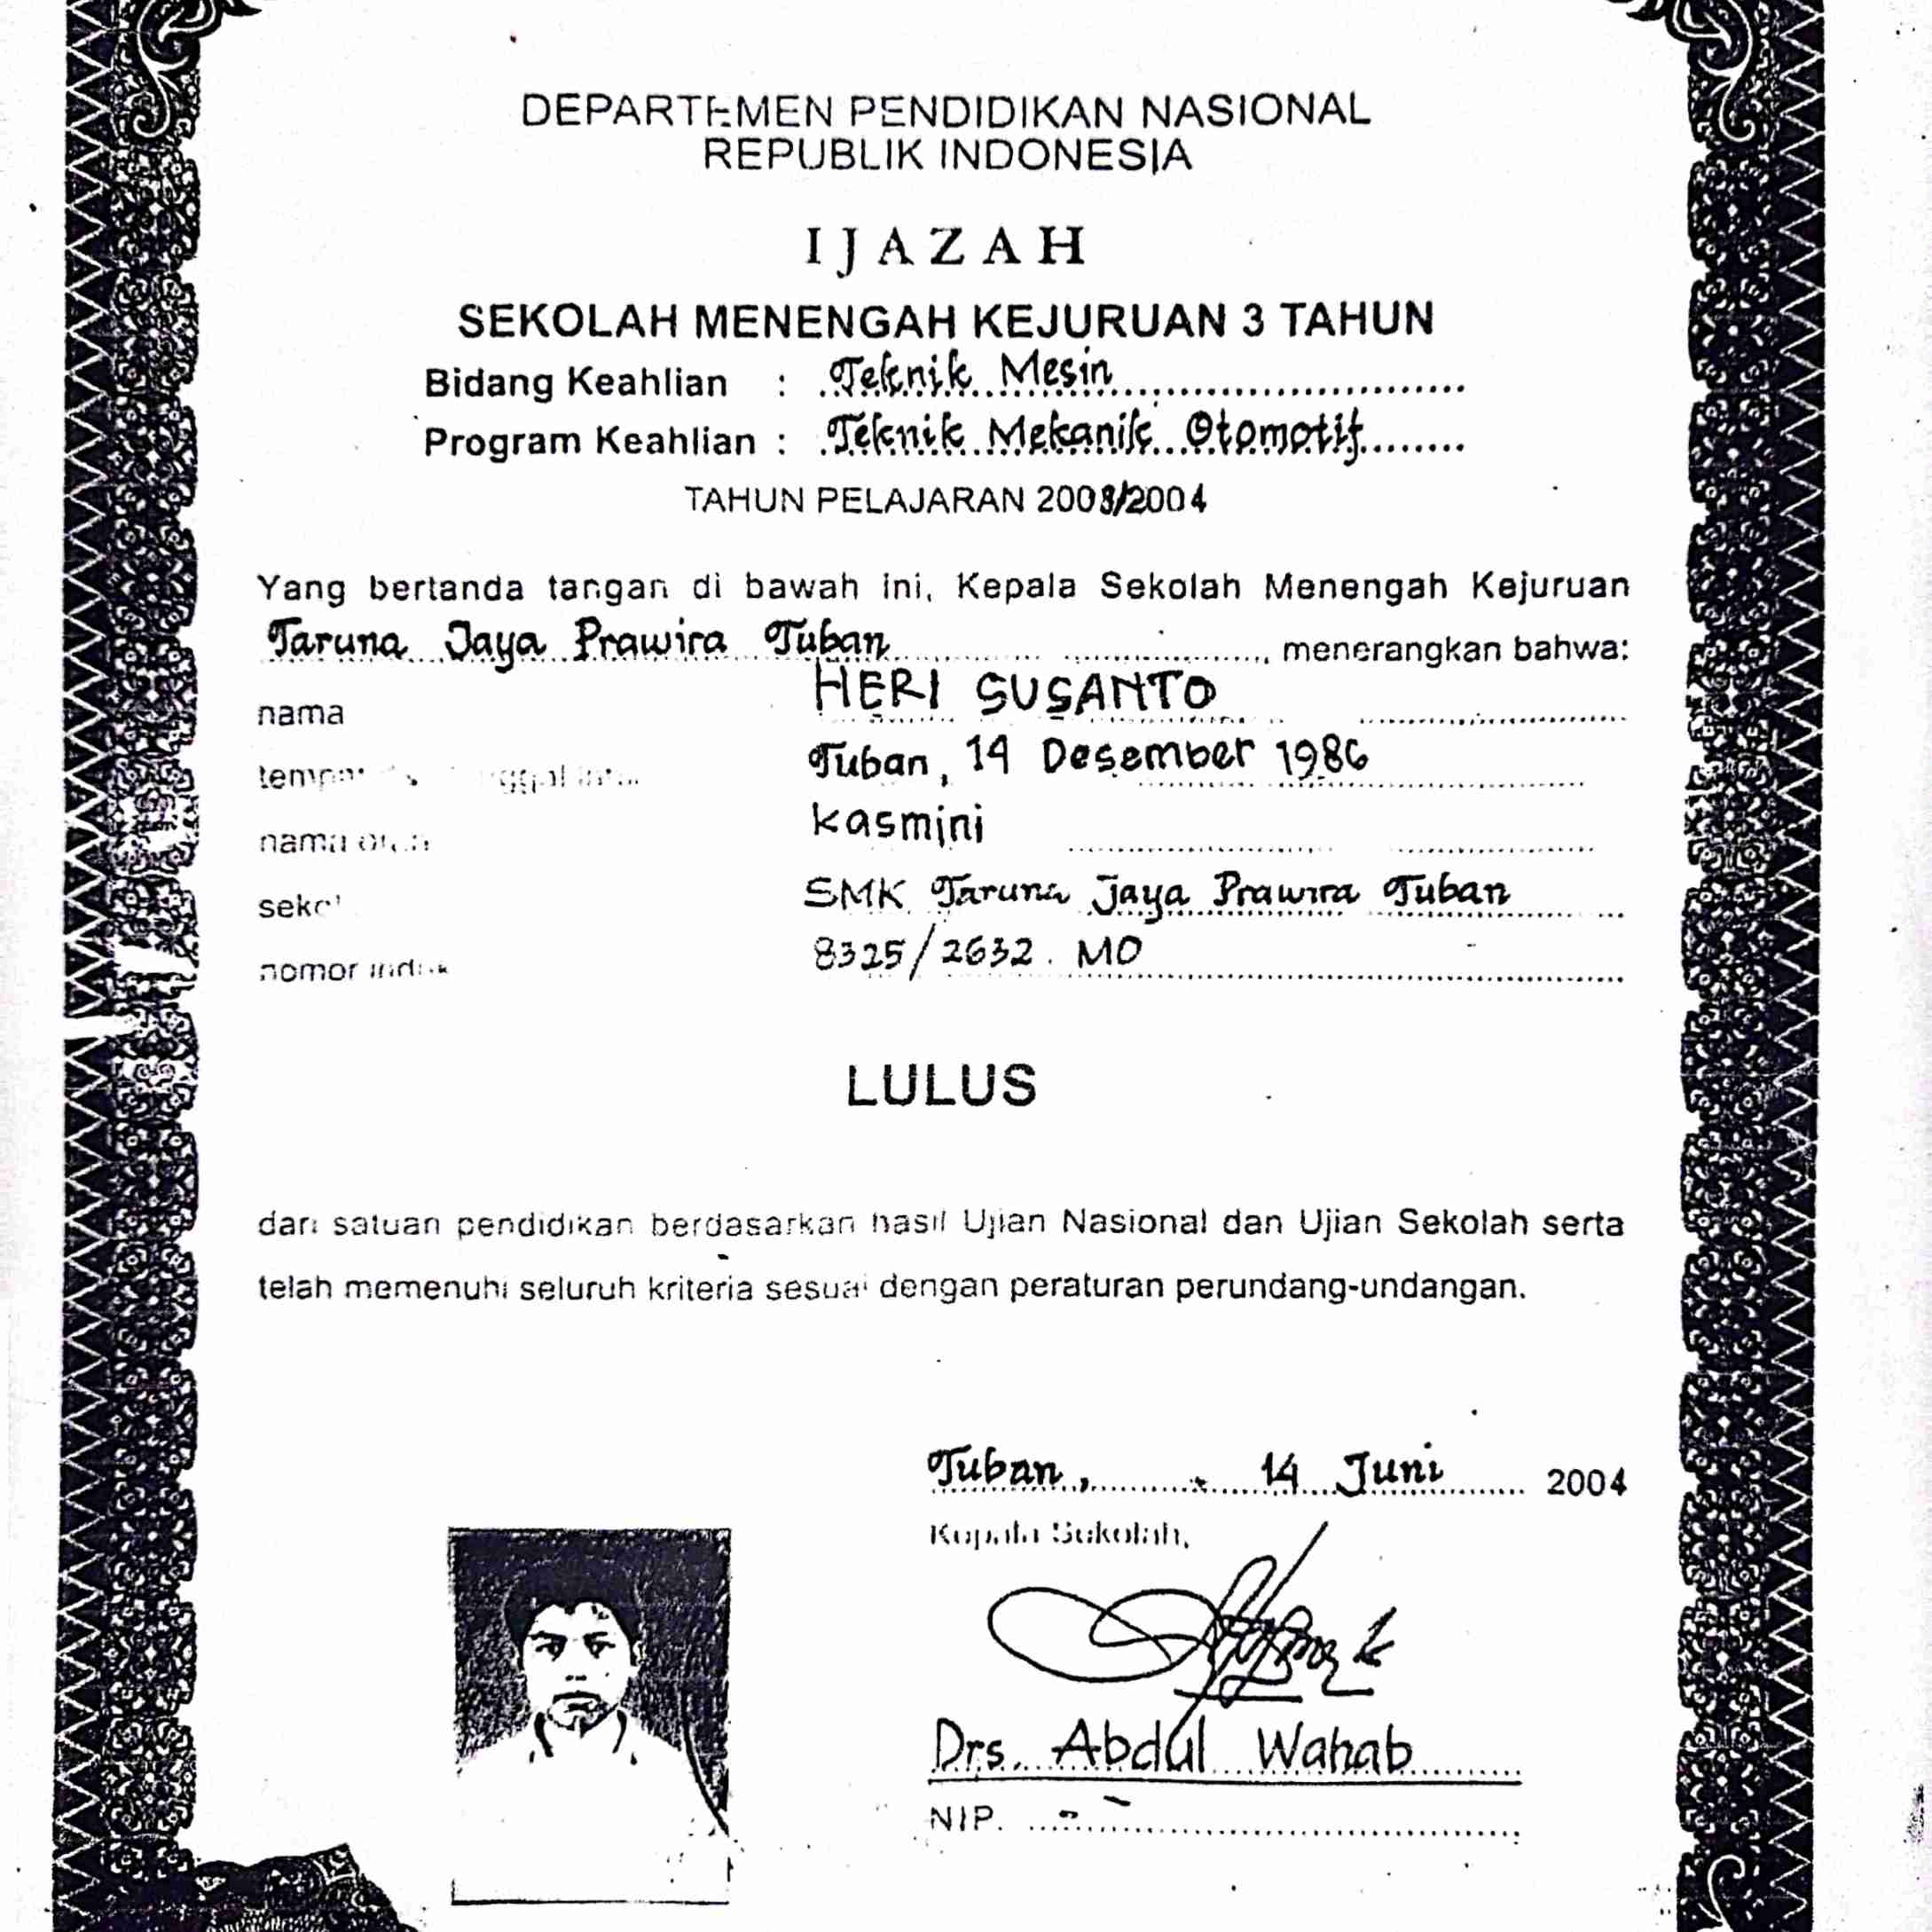 DEPARTEMEN PENDIDIKAN NASIONAL
REPUBLIK INDONESIA
IJAZAH
SEKOLAH MENENGAH KEJURUAN 3 TAHUN
Bidang Keahlian : Teknik Mesin
Program Keahlian : Teknik Mekanik Otomotif
TAHUN PELAJARAN 2003/2004
Yang bertanda tangan di bawah ini, Kepala Sekolah Menengah Kejuruan
Taruna Jaya Prawira Tuban, menerangkan bahwa:
nama HERI SUSANTO
Tuban, 14 Desember 1986
nama Kasmini
SMK Taruna Jaya Prawira Tuban
nomor induk 8325/2632. MO
LULUS
dari satuan pendidikan berdasarkan hasil Ujian Nasional dan Ujian Sekolah serta
telah memenuhi seluruh kriteria sesuai dengan peraturan perundang-undangan.
Tuban, 14 Juni 2004
Kepala Sekolah,
Drs. Abdul Wahab
NIP. -